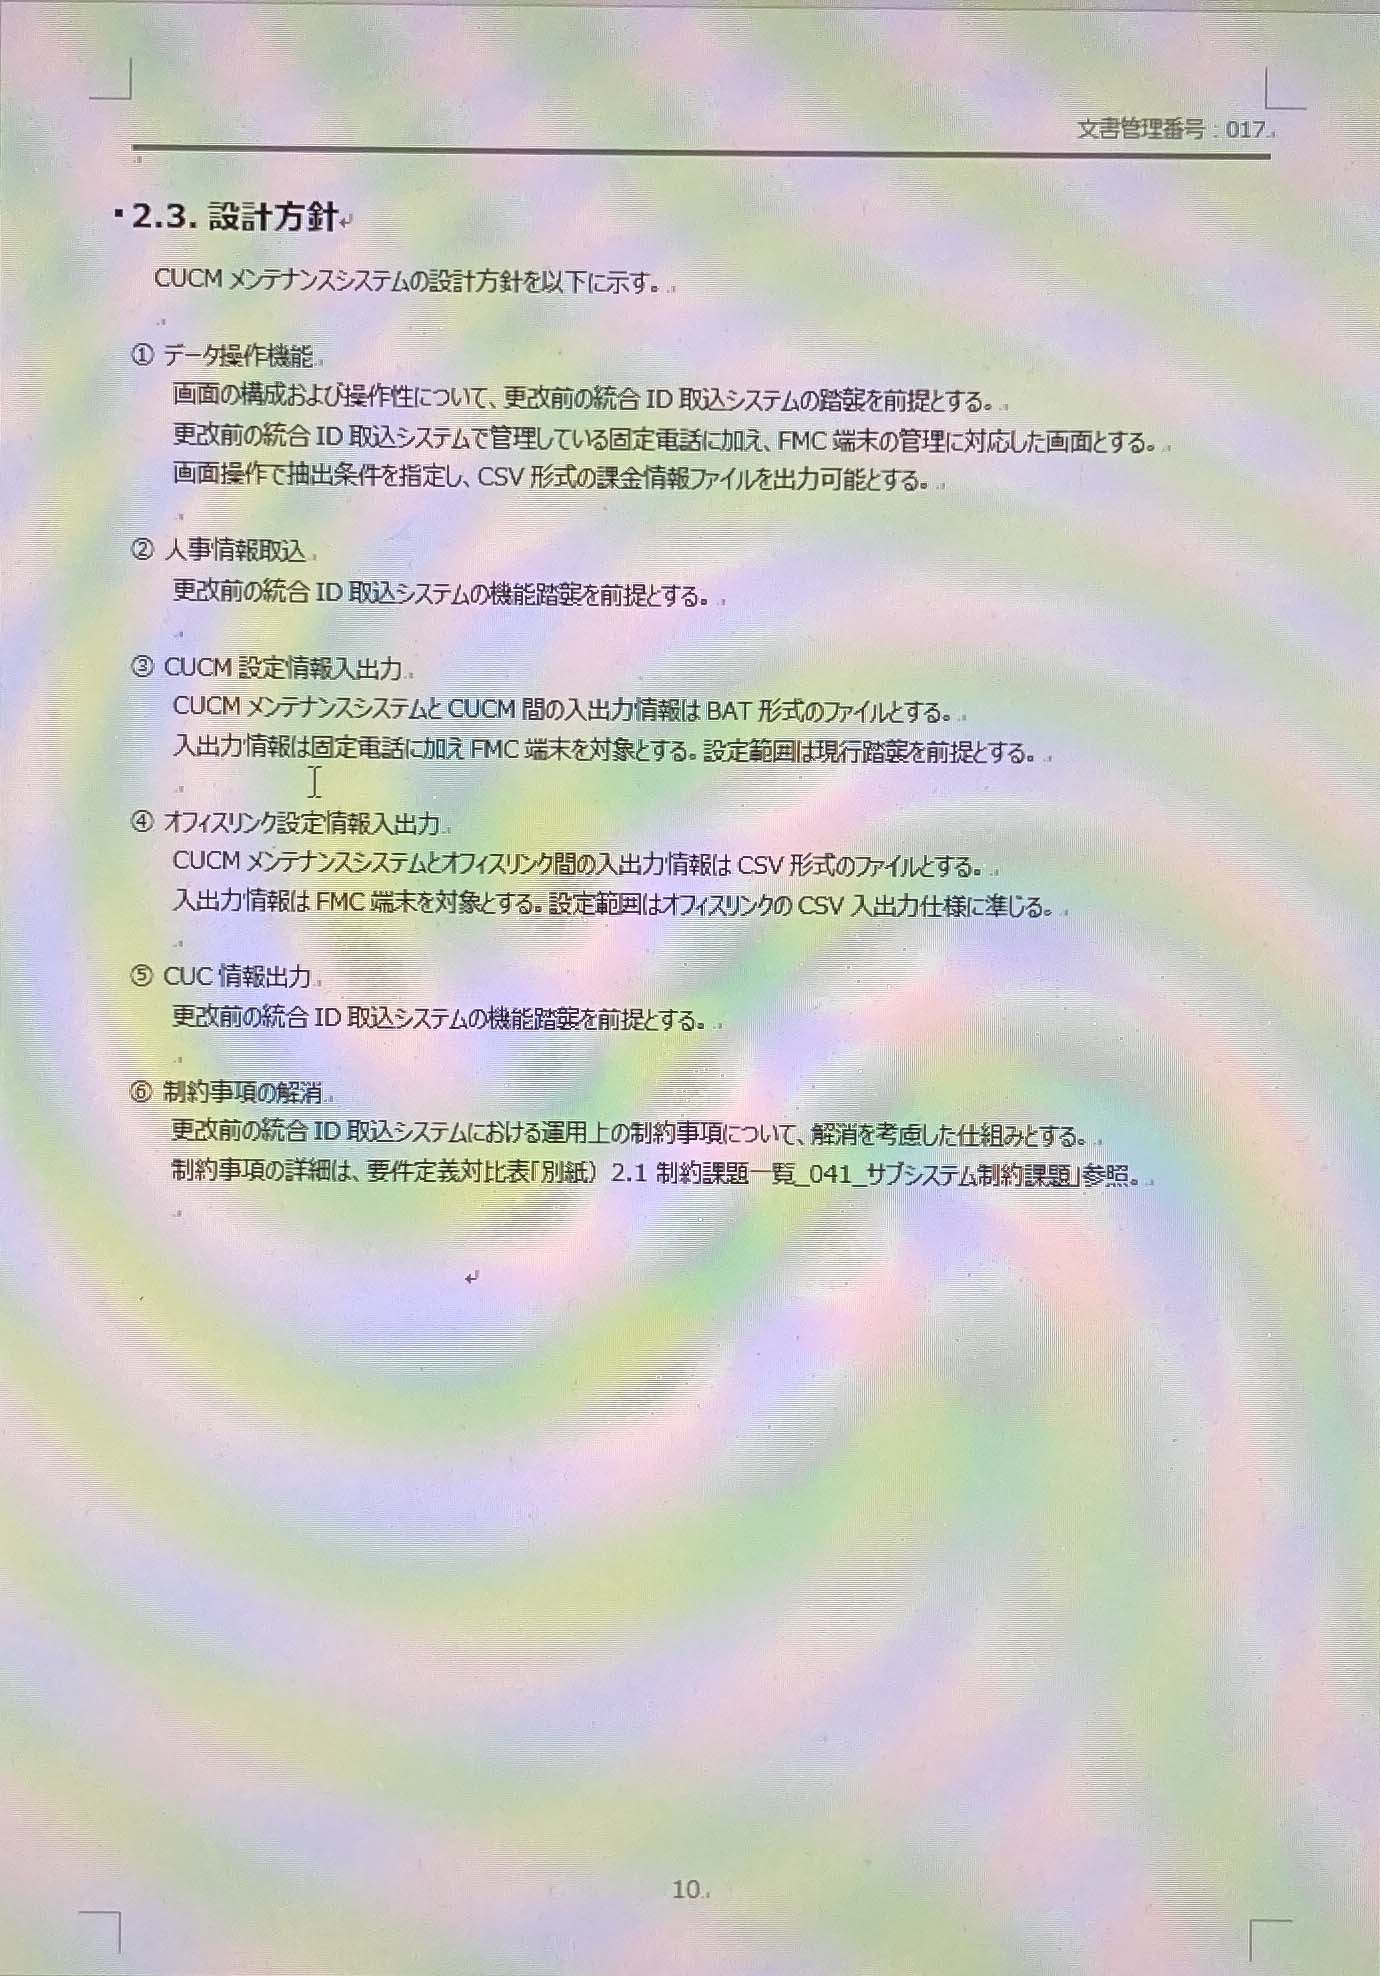 文書管理番号：017
2.3. 設計方針
CUCM メンテナンスシステムの設計方針を以下に示す。
① データ操作機能
画面の構成および操作性について、更改前の統合 ID 取込システムの踏襲を前提とする。
更改前の統合 ID 取込システムで管理している固定電話に加え、FMC 端末の管理に対応した画面とする。
画面操作で抽出条件を指定し、CSV 形式の課金情報ファイルを出力可能とする。
② 人事情報取込
更改前の統合 ID 取込システムの機能踏襲を前提とする。
③ CUCM 設定情報入出力
CUCM メンテナンスシステムと CUCM 間の入出力情報は BAT 形式のファイルとする。
入出力情報は固定電話に加え FMC 端末を対象とする。設定範囲は現行踏襲を前提とする。
④ オフィスリンク設定情報入出力
CUCM メンテナンスシステムとオフィスリンク間の入出力情報は CSV 形式のファイルとする。
入出力情報は FMC 端末を対象とする。設定範囲はオフィスリンクの CSV 入出力仕様に準じる。
⑤ CUC 情報出力
更改前の統合 ID 取込システムの機能踏襲を前提とする。
⑥ 制約事項の解消
更改前の統合 ID 取込システムにおける運用上の制約事項について、解消を考慮した仕組みとする。
制約事項の詳細は、要件定義対比表「別紙） 2.1 制約課題一覧_041_サブシステム制約課題」参照。
10